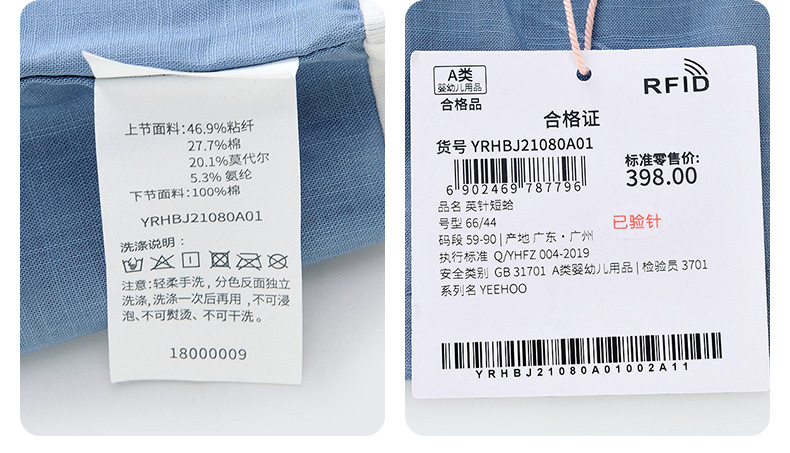 上节面料:46.9%粘纤
27.7%棉
20.1%莫代尔
5.3% 氨纶
下节面料:100%棉
YRHBJ21080A01
洗涤说明:
注意:轻柔手洗,分色反面独立
洗涤,洗涤一次后再用,不可浸
泡、不可熨烫、不可干洗。
18000009
A类
婴幼儿用品
合格品
RFID
合格证
货号 YRHBJ21080A01
6 902469 787796
标准零售价:
398.00
品名 英针短蛤
号型 66/44
已验针
码段 59-90 | 产地 广东·广州
执行标准 Q/YHFZ 004-2019
安全类别 GB 31701 A类婴幼儿用品 | 检验员 3701
系列名 YEEHOO
YRHBJ21080A01002A11